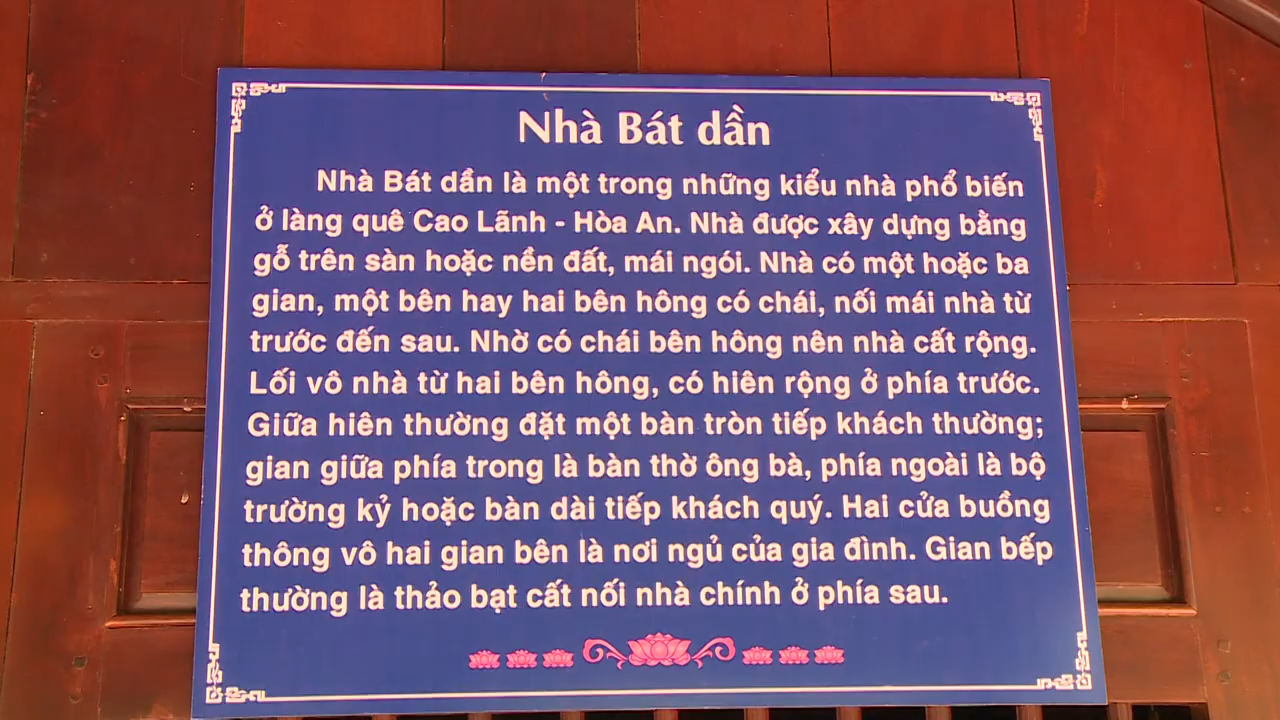 Nhà Bát dần
Nhà Bát dần là một trong những kiểu nhà phổ biến
ở làng quê Cao Lãnh - Hòa An. Nhà được xây dựng bằng
gỗ trên sàn hoặc nền đất, mái ngói. Nhà có một hoặc ba
gian, một bên hay hai bên hông có chái, nối mái nhà từ
trước đến sau. Nhờ có chái bên hông nên nhà cất rộng.
Lối vô nhà từ hai bên hông, có hiên rộng ở phía trước.
Giữa hiên thường đặt một bàn tròn tiếp khách thường;
gian giữa phía trong là bàn thờ ông bà, phía ngoài là bộ
trường kỷ hoặc bàn dài tiếp khách quý. Hai cửa buồng
thông vô hai gian bên là nơi ngủ của gia đình. Gian bếp
thường là thảo bạt cất nối nhà chính ở phía sau.